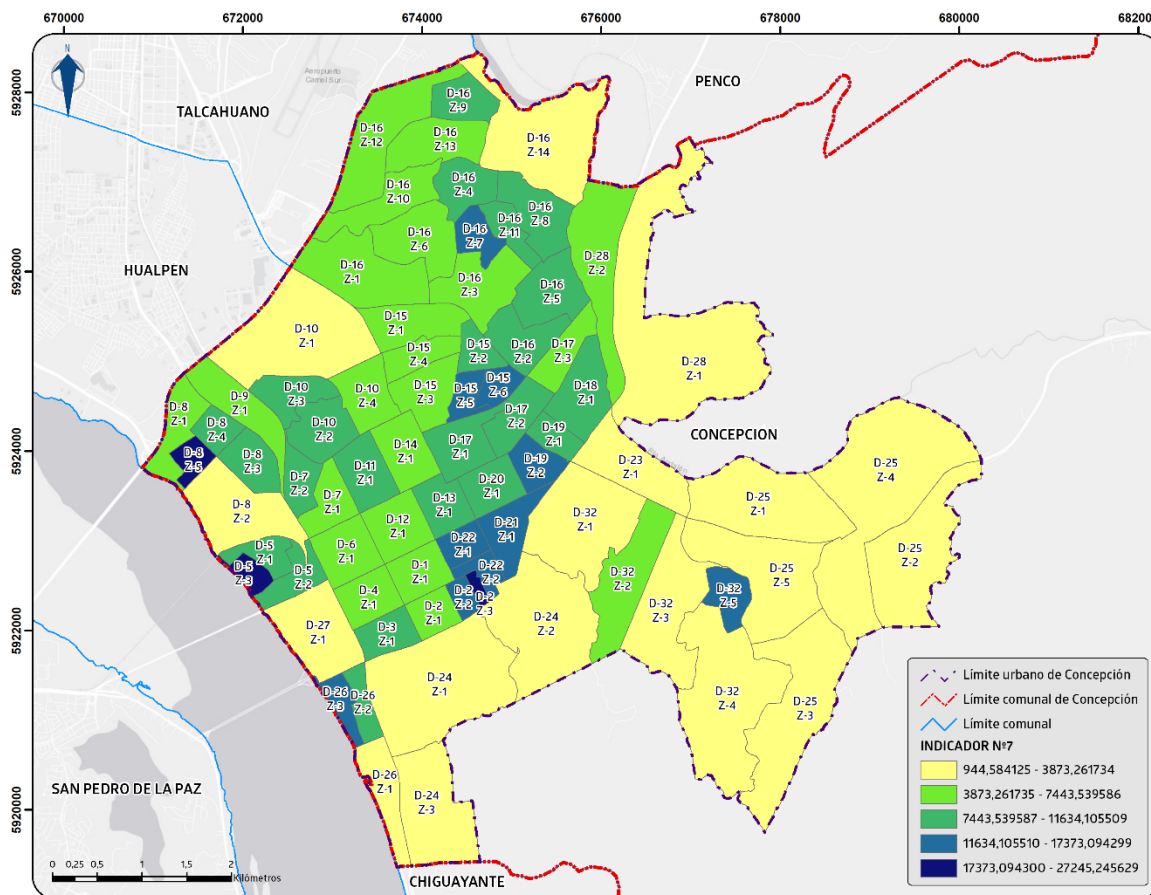 670000
672000
674000
676000
678000
680000
68200
5928000
5926000
5924000
5922000
5920000
N
Aeropuerto
Carriel Sur
TALCAHUANO
PENCO
HUALPEN
CONCEPCION
SAN PEDRO DE LA PAZ
CHIGUAYANTE
D-16
Z-9
D-16
Z-12
D-16
Z-13
D-16
Z-14
D-16
Z-4
D-16
Z-10
D-16
Z-8
D-16
Z-11
D-16
Z-7
D-16
Z-6
D-28
Z-2
D-16
Z-1
D-16
Z-3
D-16
Z-5
D-10
Z-1
D-15
Z-1
D-15
Z-2
D-16
Z-2
D-17
Z-3
D-28
Z-1
D-15
Z-4
D-15
Z-3
D-15
Z-5
D-15
Z-6
D-18
Z-1
D-9
Z-1
D-10
Z-3
D-10
Z-4
D-8
Z-1
D-8
Z-4
D-10
Z-2
D-17
Z-2
D-19
Z-1
D-8
Z-5
D-8
Z-3
D-14
Z-1
D-17
Z-1
D-19
Z-2
D-23
Z-1
D-25
Z-4
D-7
Z-2
D-11
Z-1
D-20
Z-1
D-7
Z-1
D-13
Z-1
D-25
Z-1
D-8
Z-2
D-12
Z-1
D-21
Z-1
D-32
Z-1
D-5
Z-1
D-6
Z-1
D-22
Z-1
D-25
Z-2
D-5
Z-3
D-5
Z-2
D-1
Z-1
D-22
Z-2
D-32
Z-2
D-25
Z-5
D-4
Z-1
D-2
Z-2
D-2
Z-3
D-32
Z-5
D-2
Z-1
D-32
Z-3
D-27
Z-1
D-3
Z-1
D-24
Z-2
D-26
Z-3
D-26
Z-2
D-24
Z-1
D-32
Z-4
D-25
Z-3
D-26
Z-1
D-24
Z-3
Límite urbano de Concepción
Límite comunal de Concepción
Límite comunal
INDICADOR Nº7
944,584125 - 3873,261734
3873,261735 - 7443,539586
7443,539587 - 11634,105509
11634,105510 - 17373,094299
17373,094300 - 27245,245629
0 0,25 0,5 1 1,5 2
Kilómetros